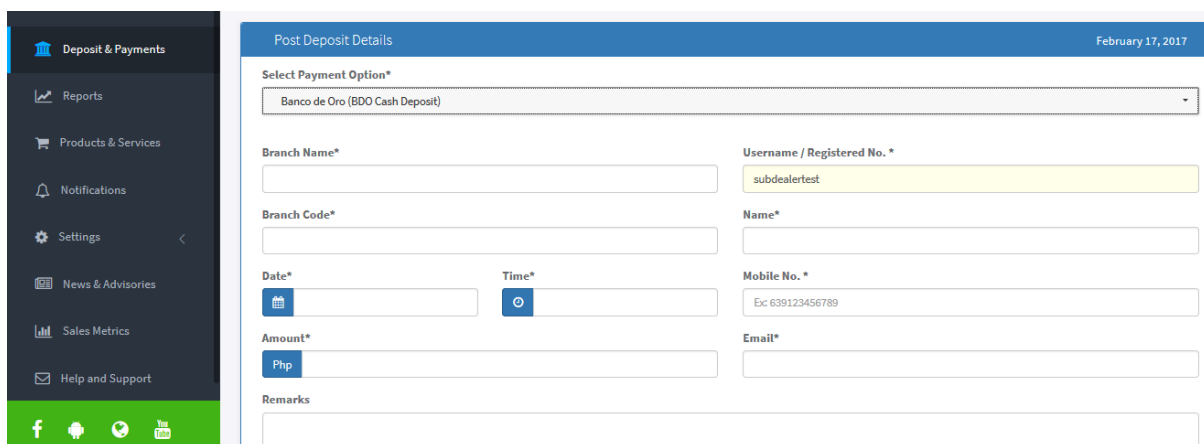 Deposit & Payments
Reports
Products & Services
Notifications
Settings
News & Advisories
Sales Metrics
Help and Support
f
You
Tube
Post Deposit Details
February 17, 2017
Select Payment Option*
Banco de Oro (BDO Cash Deposit)
Branch Name*
Username / Registered No. *
subdealertest
Branch Code*
Name*
Date*
Time*
Mobile No. *
Ex: 639123456789
Amount*
Email*
Php
Remarks